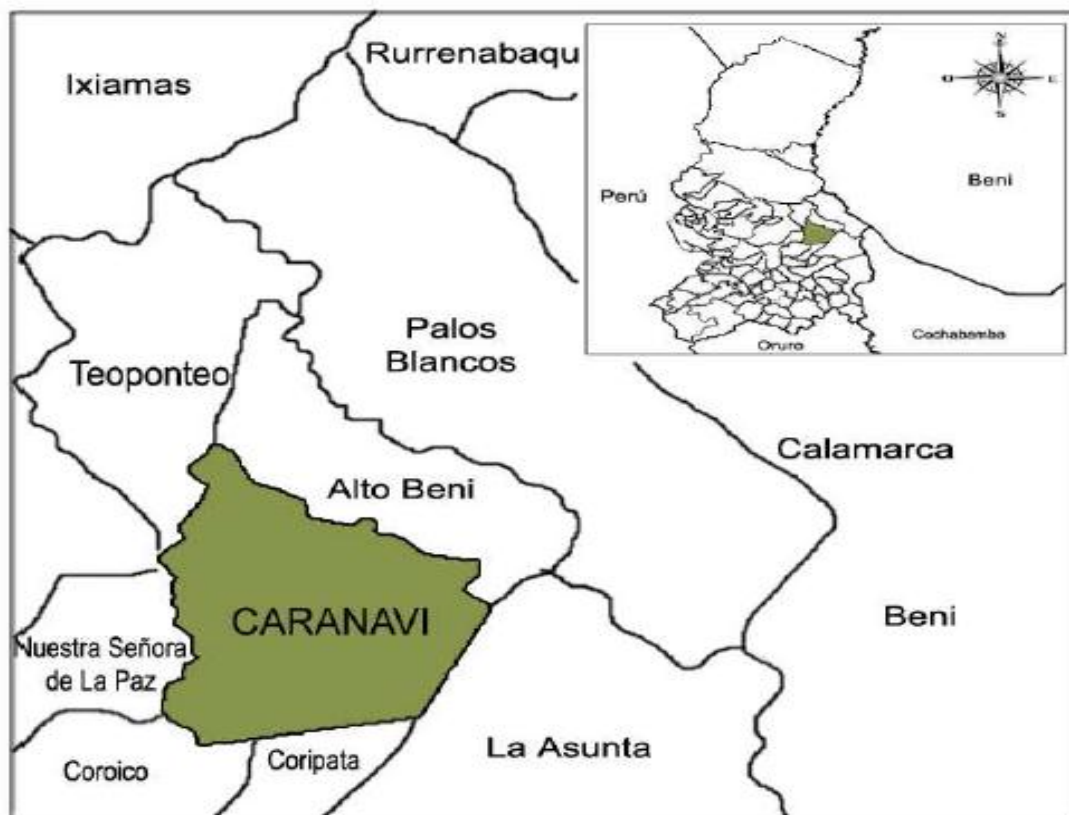 Ixiamas
Rurrenabaqu
N
O
E
S
Perú
Beni
Oruro
Cochabamba
Palos
Blancos
Teoponteo
Calamarca
Alto Beni
CARANAVI
Beni
Nuestra Señora
de La Paz
La Asunta
Coroico
Coripata